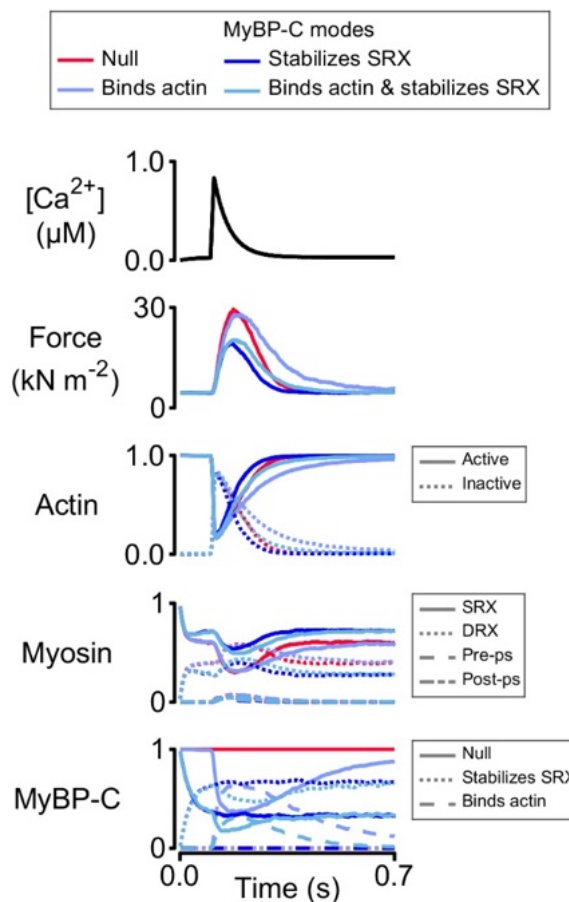 MyBP-C modes
Null
Stabilizes SRX
Binds actin
Binds actin & stabilizes SRX
1.0
[Ca2+]
(µM)
0.0
30
Force
(kN m-2)
0
1.0
Actin
0.0
Active
Inactive
1
Myosin
0
SRX
DRX
Pre-ps
Post-ps
1
MyBP-C
0
Null
Stabilizes SRX
Binds actin
0.0
0.7
Time (s)